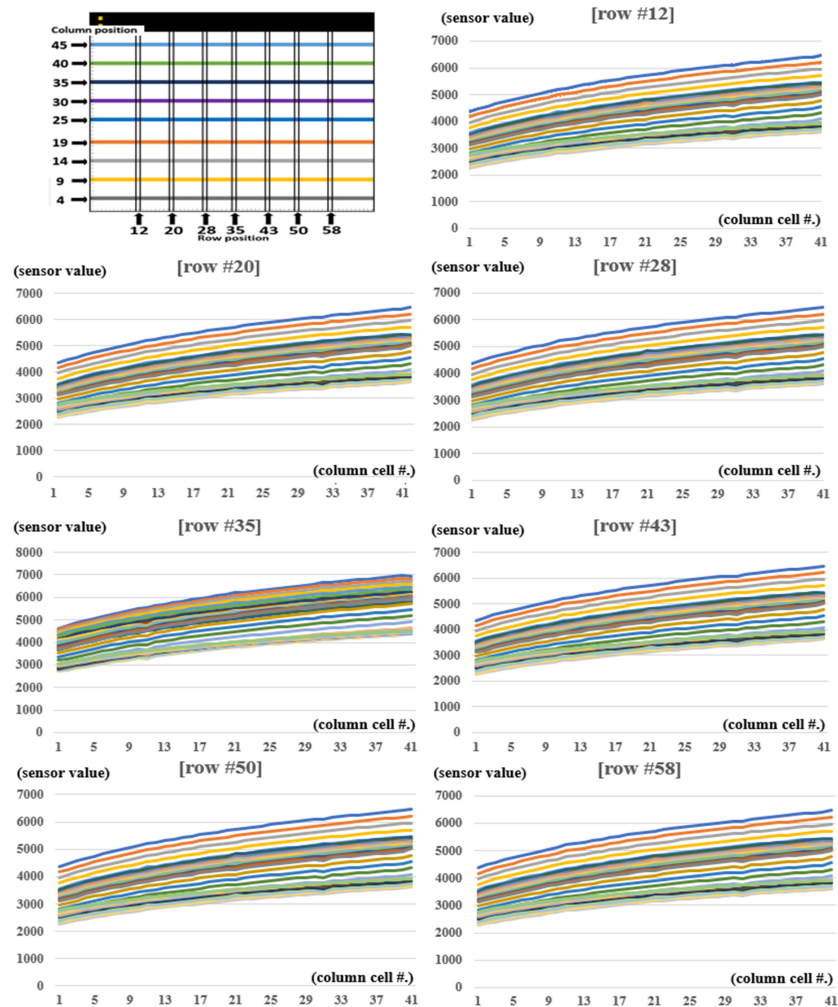 Column position
45
40
35
30
25
19
14
9
4
12 20 28 35 43 50 58
Row position
[row #12]
(sensor value)
7000
6000
5000
4000
3000
2000
1000
0
(column cell #.)
1 5 9 13 17 21 25 29 33 37 41
[row #20]
(sensor value)
7000
6000
5000
4000
3000
2000
1000
0
(column cell #.)
1 5 9 13 17 21 25 29 33 37 41
[row #28]
(sensor value)
7000
6000
5000
4000
3000
2000
1000
0
(column cell #.)
1 5 9 13 17 21 25 29 33 37 41
[row #35]
(sensor value)
8000
7000
6000
5000
4000
3000
2000
1000
0
(column cell #.)
1 5 9 13 17 21 25 29 33 37 41
[row #43]
(sensor value)
7000
6000
5000
4000
3000
2000
1000
0
(column cell #.)
1 5 9 13 17 21 25 29 33 37 41
[row #50]
(sensor value)
7000
6000
5000
4000
3000
2000
1000
0
(column cell #.)
1 5 9 13 17 21 25 29 33 37 41
[row #58]
(sensor value)
7000
6000
5000
4000
3000
2000
1000
0
(column cell #.)
1 5 9 13 17 21 25 29 33 37 41